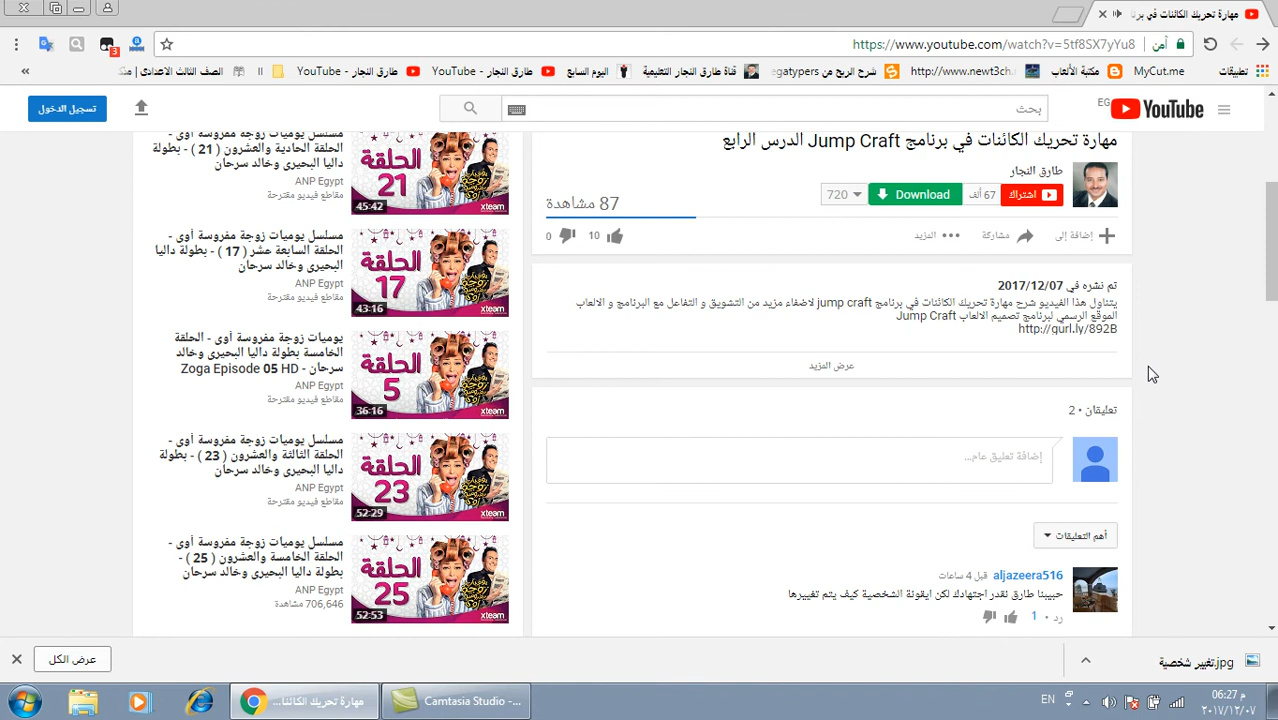 مهارة تحريك الكائنات في برنا
https://www.youtube.com/watch?v=5tf8SX7yYu8
أمن
3
تطبيقات
MyCut.me
مكتبة الألعاب
http://www.newt3ch
شرح الربح من egatypers
قناة طارق النجار التعليمية
اليوم السابع
طارق النجار - YouTube
طارق النجار - YouTube
II
الصف الثالث الاعدادى | منتـ
«
YouTube EG
بحث
تسجيل الدخول
مهارة تحريك الكائنات في برنامج Jump Craft الدرس الرابع
طارق النجار
اشتراك
67 ألف
Download
720
87 مشاهدة
إضافة إلى
مشاركة
المزيد
10
0
تم نشره في 2017/12/07
يتناول هذا الفيديو شرح مهارة تحريك الكائنات في برنامج jump craft لاضفاء مزيد من التشويق و التفاعل مع البرنامج و الالعاب
الموقع الرسمي لبرنامج تصميم الالعاب Jump Craft
http://gurl.ly/892B
عرض المزيد
تعليقان • 2
إضافة تعليق عام...
أهم التعليقات
aljazeera516 قبل 4 ساعات
حبيبنا طارق نقدر اجتهادك لكن ايقونة الشخصية كيف يتم تغييرها
رد • 1
الحلقة
21
xteam
45:42
مسلسل يوميات زوجة مفروسة أوى -
الحلقة الحادية والعشرون ( 21 ) - بطولة
داليا البحيرى وخالد سرحان
ANP Egypt
مقاطع فيديو مقترحة
الحلقة
17
xteam
43:16
مسلسل يوميات زوجة مفروسة أوى -
الحلقة السابعة عشر ( 17 ) - بطولة داليا
البحيرى وخالد سرحان
ANP Egypt
مقاطع فيديو مقترحة
الحلقة
5
xteam
36:16
يوميات زوجة مفروسة أوى - الحلقة
الخامسة بطولة داليا البحيرى وخالد
سرحان - Zoga Episode 05 HD
ANP Egypt
مقاطع فيديو مقترحة
الحلقة
23
xteam
52:29
مسلسل يوميات زوجة مفروسة أوى -
الحلقة الثالثة والعشرون ( 23 ) - بطولة
داليا البحيرى وخالد سرحان
ANP Egypt
مقاطع فيديو مقترحة
الحلقة
25
xteam
52:53
مسلسل يوميات زوجة مفروسة أوى -
الحلقة الخامسة والعشرون ( 25 ) -
بطولة داليا البحيرى وخالد سرحان
ANP Egypt
706,646 مشاهدة
تغيير شخصية.jpg
عرض الكل
مهارة تحريك الكائنا...
Camtasia Studio -...
EN
06:27 م
٢٠١٧/١٢/٠٧